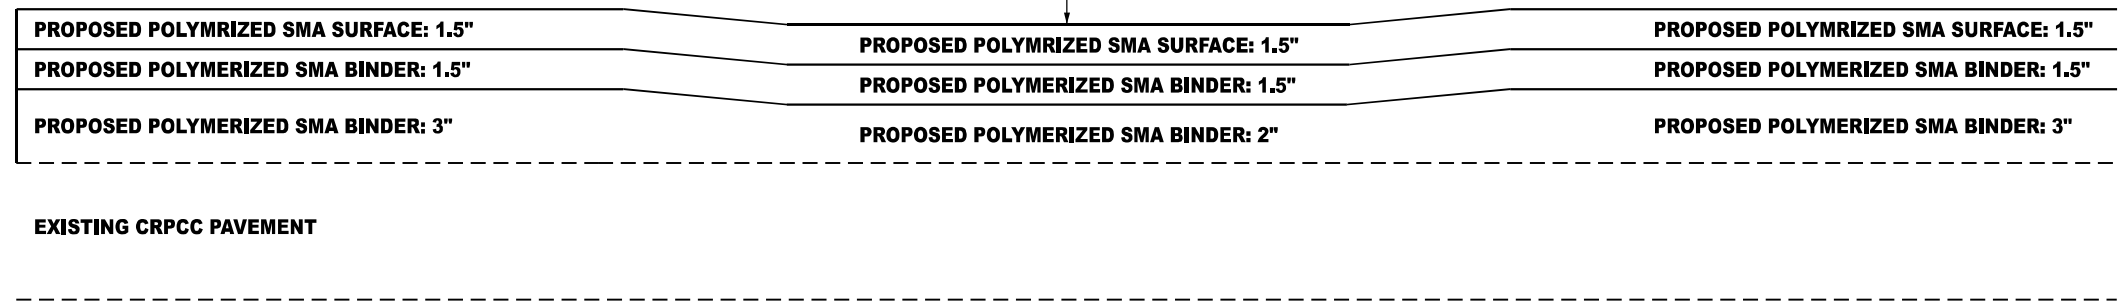 PROPOSED POLYMRIZED SMA SURFACE: 1.5"
PROPOSED POLYMERIZED SMA BINDER: 1.5"
PROPOSED POLYMERIZED SMA BINDER: 3"
PROPOSED POLYMRIZED SMA SURFACE: 1.5"
PROPOSED POLYMERIZED SMA BINDER: 1.5"
PROPOSED POLYMERIZED SMA BINDER: 2"
PROPOSED POLYMRIZED SMA SURFACE: 1.5"
PROPOSED POLYMERIZED SMA BINDER: 1.5"
PROPOSED POLYMERIZED SMA BINDER: 3"
EXISTING CRPCC PAVEMENT